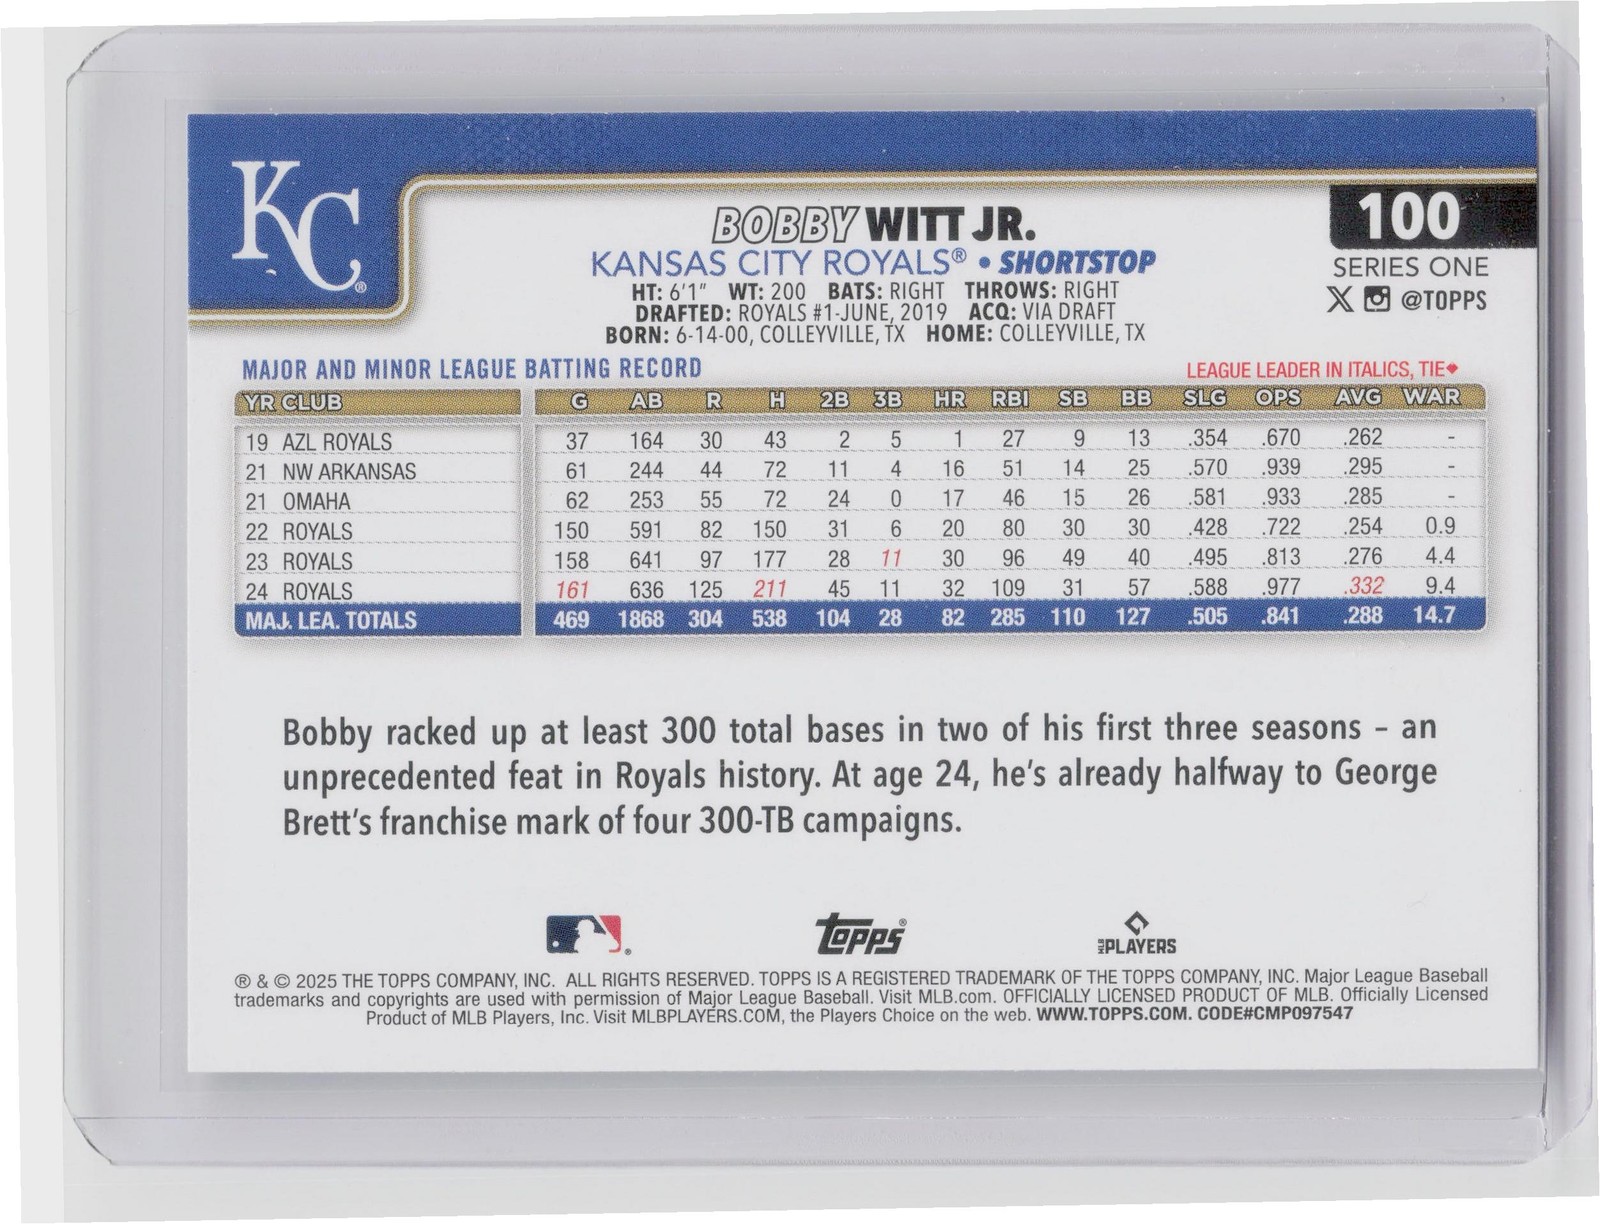 KC®
BOBBY WITT JR.
100
KANSAS CITY ROYALS® • SHORTSTOP
SERIES ONE
HT: 6'1" WT: 200 BATS: RIGHT THROWS: RIGHT
X @TOPPS
DRAFTED: ROYALS #1-JUNE, 2019 ACQ: VIA DRAFT
BORN: 6-14-00, COLLEYVILLE, TX HOME: COLLEYVILLE, TX
MAJOR AND MINOR LEAGUE BATTING RECORD
LEAGUE LEADER IN ITALICS, TIE♦
YR CLUB G AB R H 2B 3B HR RBI SB BB SLG OPS AVG WAR
19 AZL ROYALS 37 164 30 43 2 5 1 27 9 13 .354 .670 .262 -
21 NW ARKANSAS 61 244 44 72 11 4 16 51 14 25 .570 .939 .295 -
21 OMAHA 62 253 55 72 24 0 17 46 15 26 .581 .933 .285 -
22 ROYALS 150 591 82 150 31 6 20 80 30 30 .428 .722 .254 0.9
23 ROYALS 158 641 97 177 28 11 30 96 49 40 .495 .813 .276 4.4
24 ROYALS 161 636 125 211 45 11 32 109 31 57 .588 .977 .332 9.4
MAJ. LEA. TOTALS 469 1868 304 538 104 28 82 285 110 127 .505 .841 .288 14.7
Bobby racked up at least 300 total bases in two of his first three seasons – an
unprecedented feat in Royals history. At age 24, he's already halfway to George
Brett's franchise mark of four 300-TB campaigns.
topps®
MLB PLAYERS
® & © 2025 THE TOPPS COMPANY, INC. ALL RIGHTS RESERVED. TOPPS IS A REGISTERED TRADEMARK OF THE TOPPS COMPANY, INC. Major League Baseball
trademarks and copyrights are used with permission of Major League Baseball. Visit MLB.com. OFFICIALLY LICENSED PRODUCT OF MLB. Officially Licensed
Product of MLB Players, Inc. Visit MLBPLAYERS.COM, the Players Choice on the web. WWW.TOPPS.COM. CODE#CMP097547